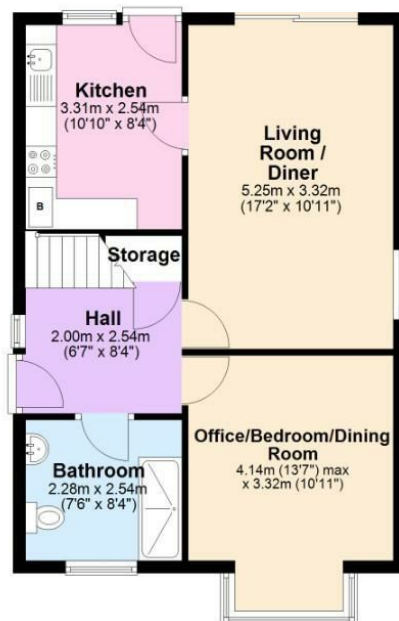 Kitchen
3.31m x 2.54m
(10'10" x 8'4")
Living
Room /
Diner
5.25m x 3.32m
(17'2" x 10'11")
B
Storage
Hall
2.00m x 2.54m
(6'7" x 8'4")
Office/Bedroom/Dining
Room
4.14m (13'7") max
x 3.32m (10'11")
Bathroom
2.28m x 2.54m
(7'6" x 8'4")